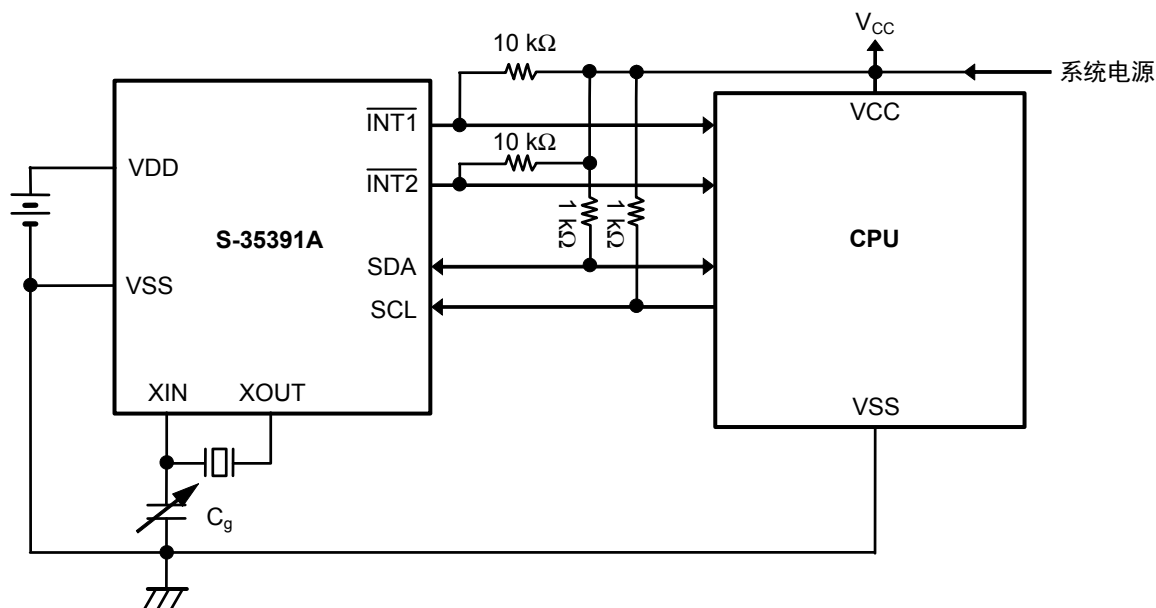 V_CC
10 kΩ
系统电源
INT1
VCC
10 kΩ
VDD
INT2
1 kΩ
1 kΩ
S-35391A
CPU
SDA
VSS
SCL
XIN
XOUT
VSS
C_g